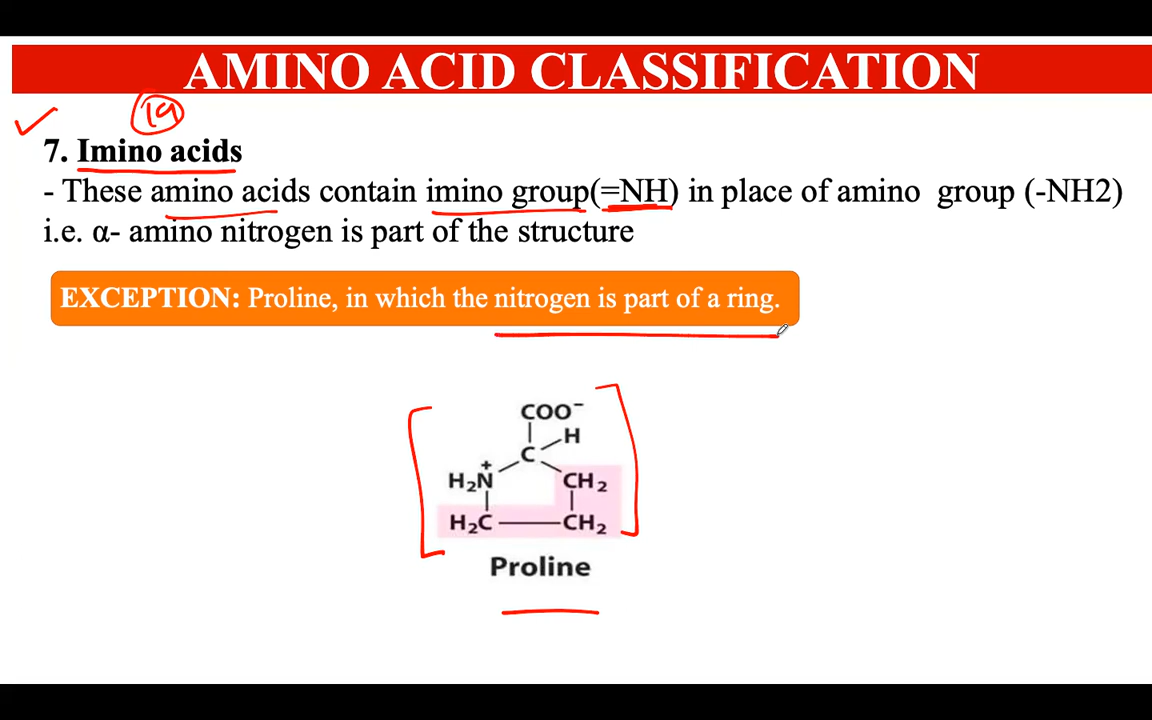 AMINO ACID CLASSIFICATION
19
7. Imino acids
- These amino acids contain imino group(=NH) in place of amino group (-NH2)
i.e. α- amino nitrogen is part of the structure
EXCEPTION: Proline, in which the nitrogen is part of a ring.
COO⁻
H
C
H₂N⁺ CH₂
H₂C CH₂
Proline